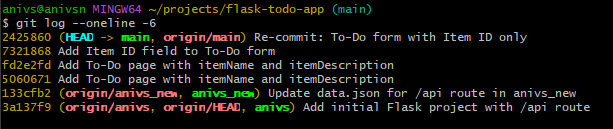 anivs@anivsn MINGW64 ~/projects/flask-todo-app (main)
$ git log --oneline -6
2425860 (HEAD -> main, origin/main) Re-commit: To-Do form with Item ID only
7321868 Add Item ID field to To-Do form
fd2e2fd Add To-Do page with itemName and itemDescription
5060671 Add To-Do page with itemName and itemDescription
133cfb2 (origin/anivs_new, anivs_new) Update data.json for /api route in anivs_new
3a137f9 (origin/anivs, origin/HEAD, anivs) Add initial Flask project with /api route